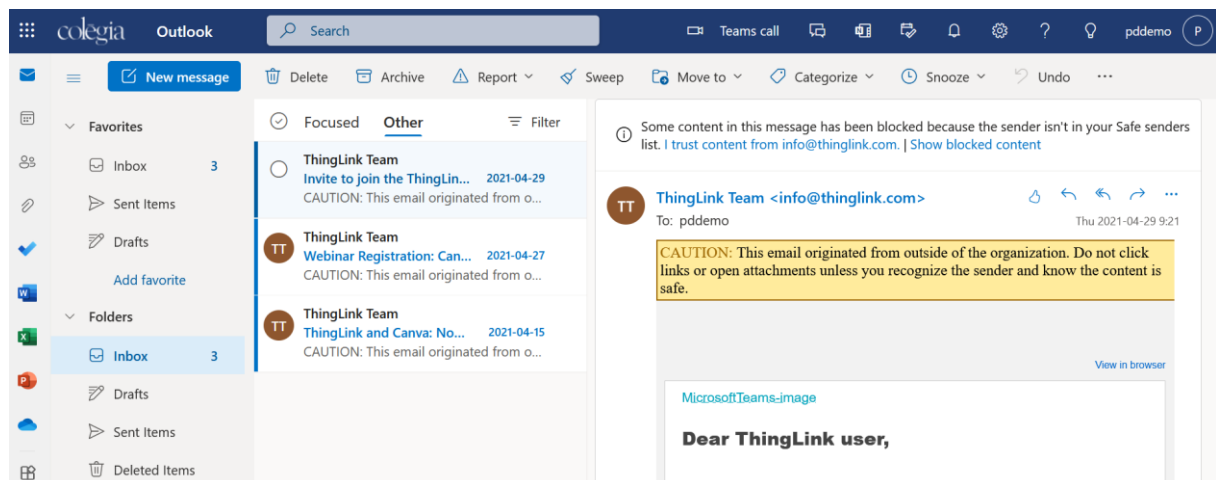 colegia Outlook Search Teams call pddemo P
New message Delete Archive Report Sweep Move to Categorize Snooze Undo
Favorites
Inbox 3
Sent Items
Drafts
Add favorite
Folders
Inbox 3
Drafts
Sent Items
Deleted Items
Focused Other Filter
ThingLink Team
Invite to join the ThingLin... 2021-04-29
CAUTION: This email originated from o...
TT
ThingLink Team
Webinar Registration: Can... 2021-04-27
CAUTION: This email originated from o...
TT
ThingLink Team
ThingLink and Canva: No... 2021-04-15
CAUTION: This email originated from o...
Some content in this message has been blocked because the sender isn't in your Safe senders
list. I trust content from info@thinglink.com. | Show blocked content
TT
ThingLink Team <info@thinglink.com>
To: pddemo Thu 2021-04-29 9:21
CAUTION: This email originated from outside of the organization. Do not click
links or open attachments unless you recognize the sender and know the content is
safe.
View in browser
MicrosoftTeams-image
Dear ThingLink user,